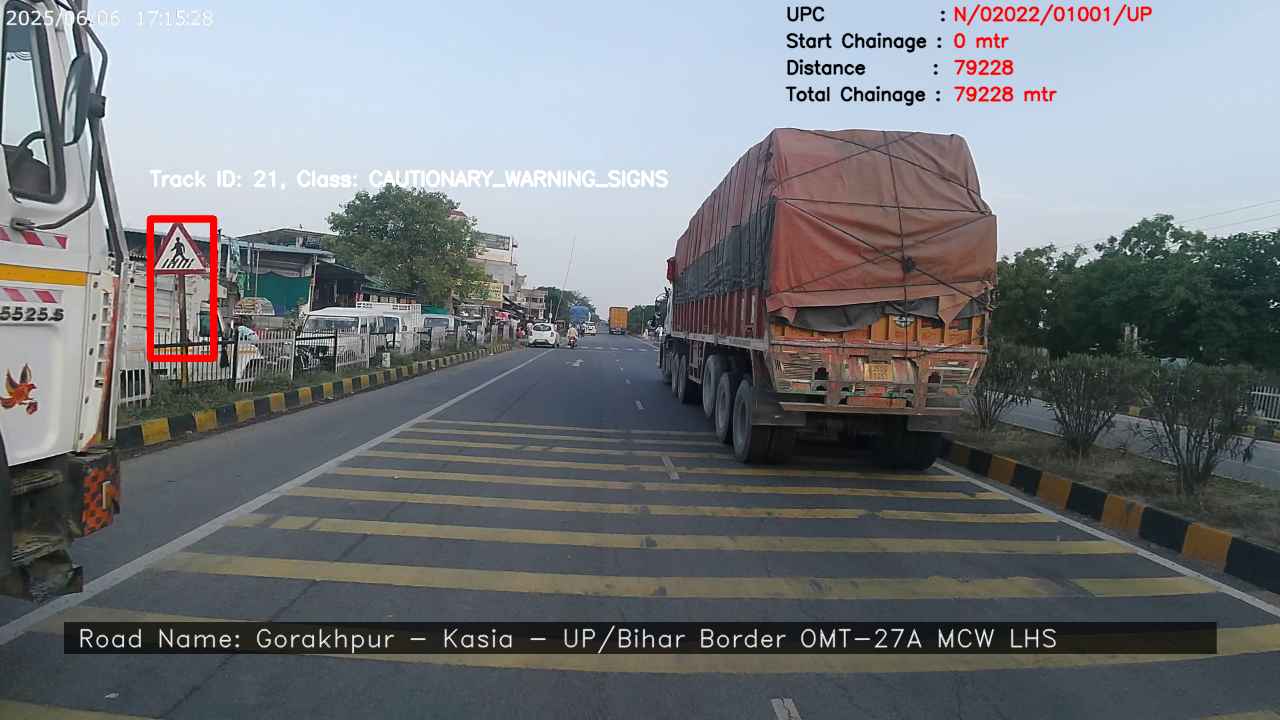 2025/06/06 17:15:28
UPC : N/02022/01001/UP
Start Chainage : 0 mtr
Distance : 79228
Total Chainage : 79228 mtr
Track ID: 21, Class: CAUTIONARY_WARNING_SIGNS
5525.5
Road Name: Gorakhpur - Kasia - UP/Bihar Border OMT-27A MCW LHS